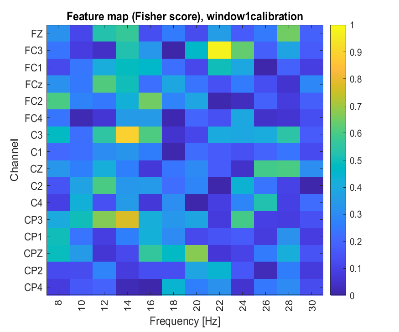 Feature map (Fisher score), window1calibration
FZ
FC3
FC1
FCz
FC2
FC4
C3
C1
CZ
C2
C4
CP3
CP1
CPZ
CP2
CP4
Channel
8 10 12 14 16 18 20 22 24 26 28 30
Frequency [Hz]
1
0.9
0.8
0.7
0.6
0.5
0.4
0.3
0.2
0.1
0